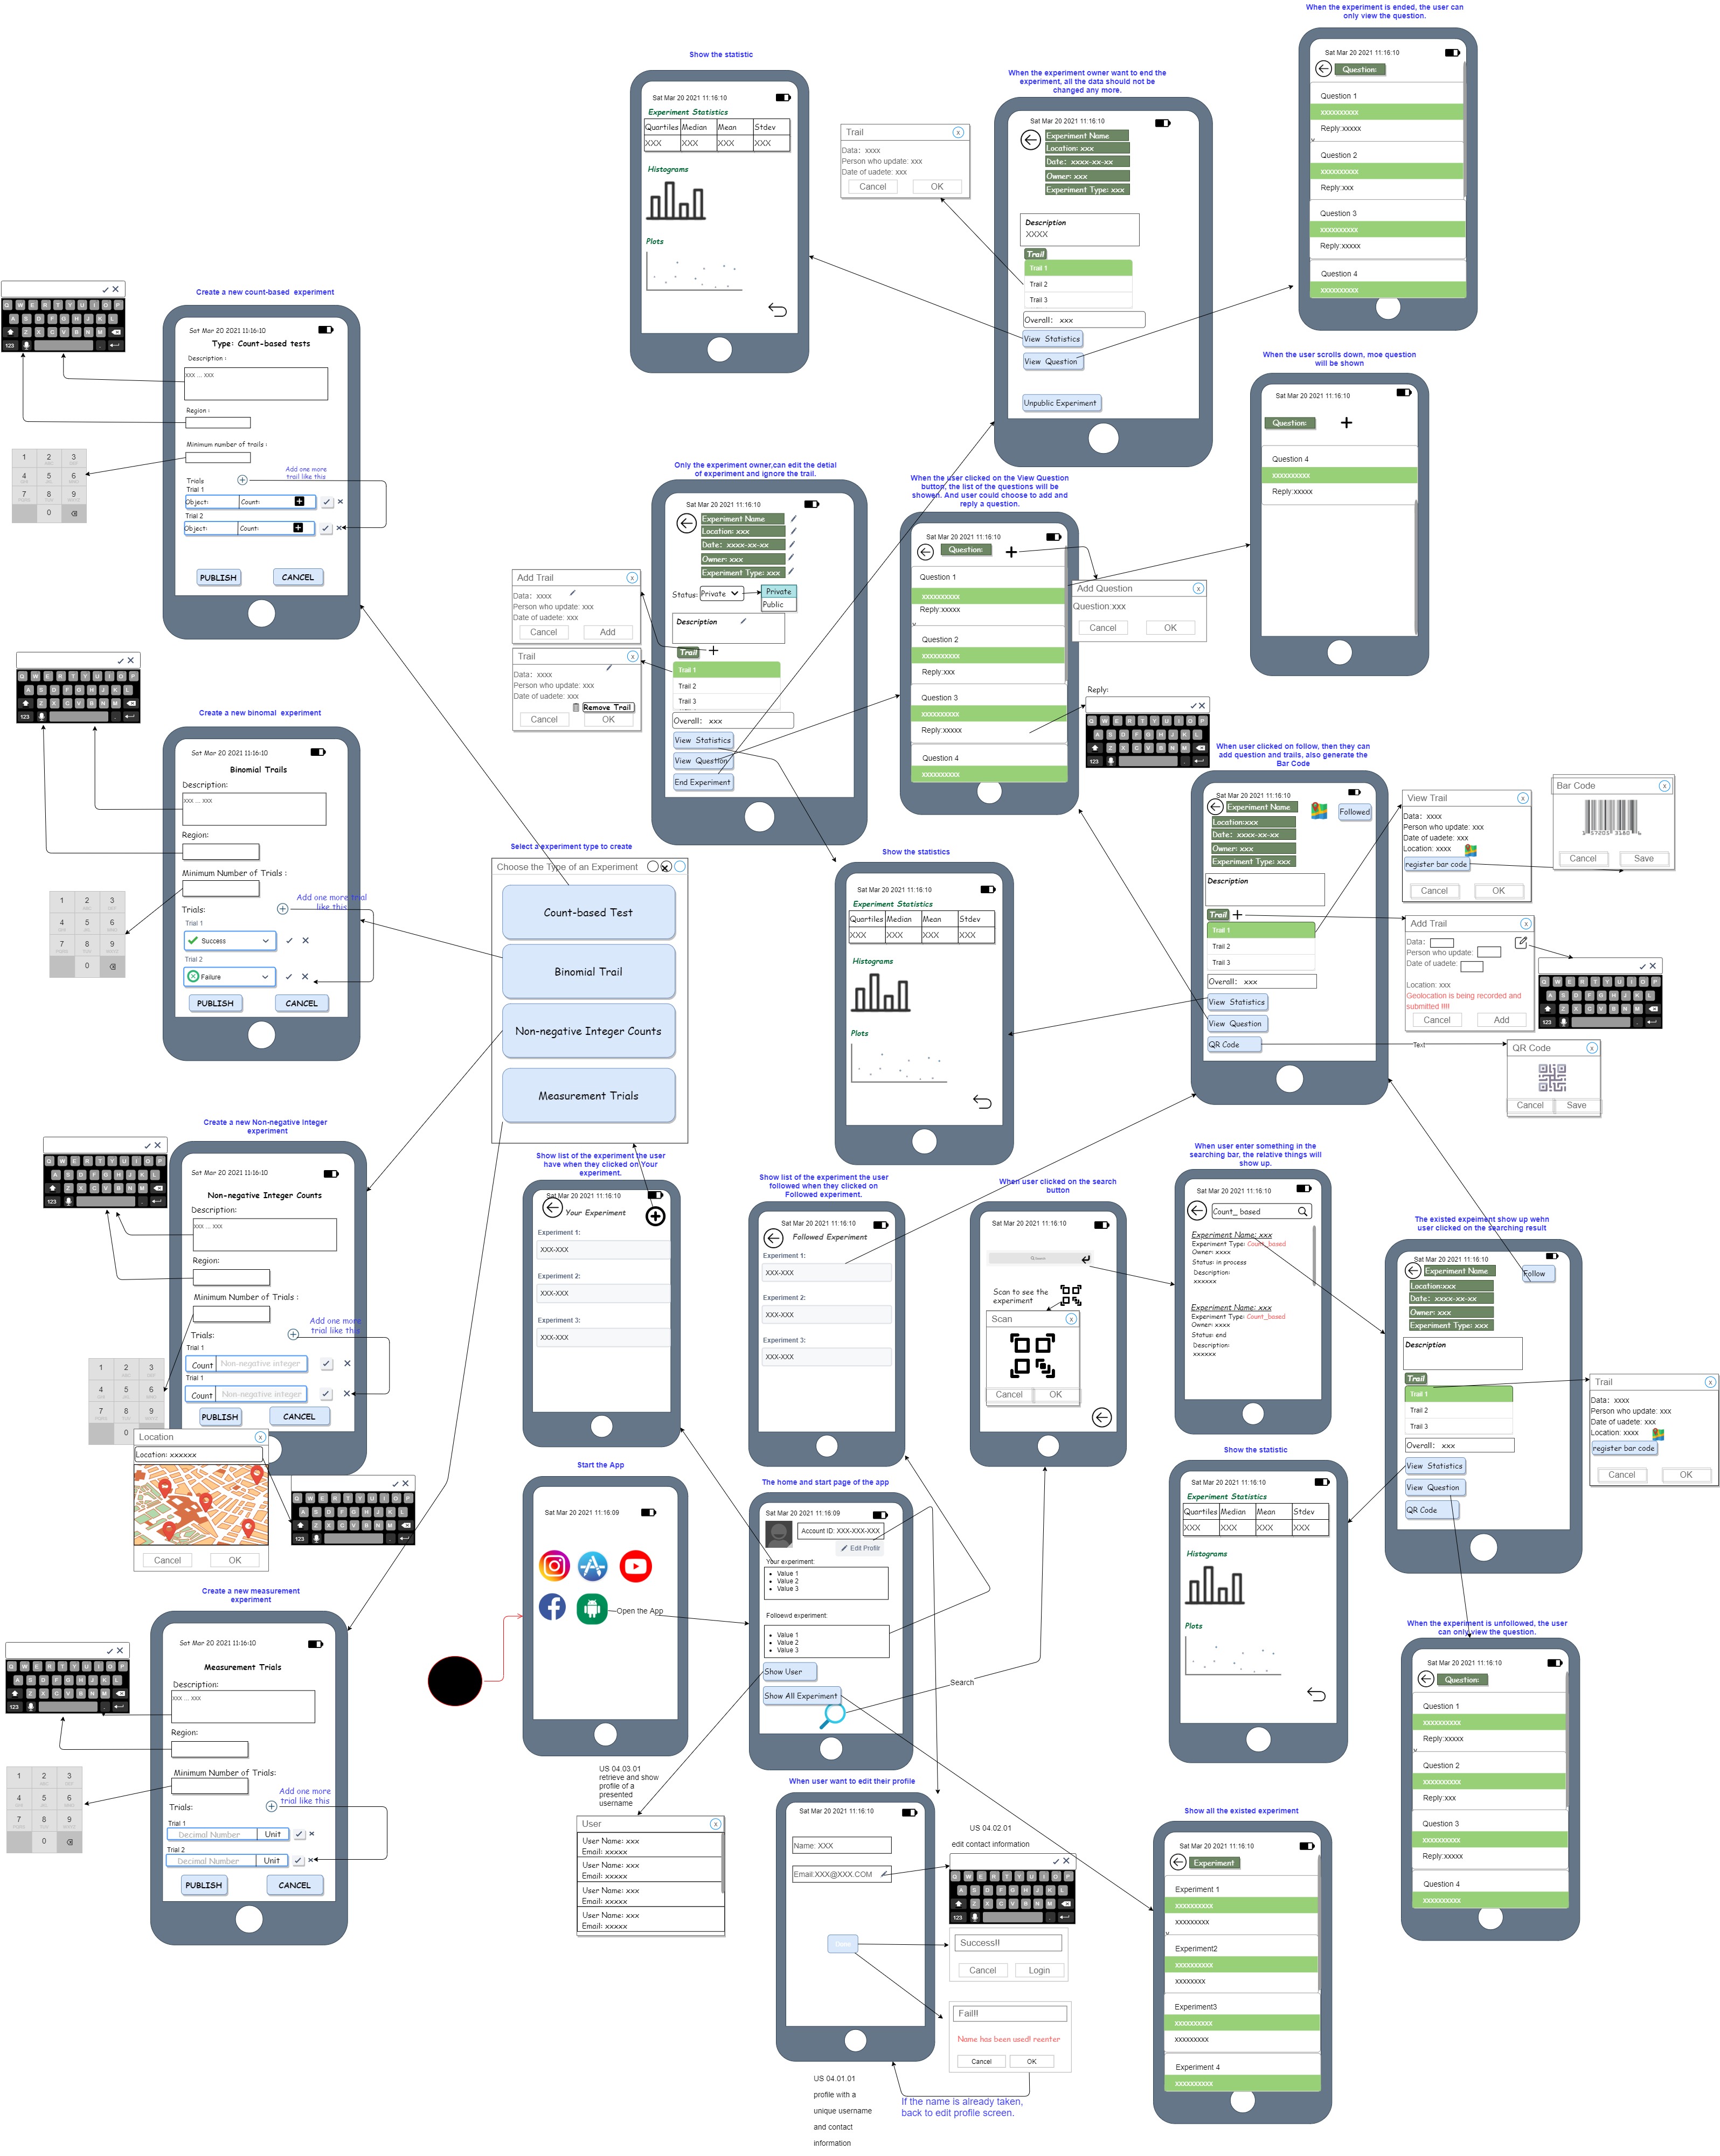 When the experiment is ended, the user can
only view the question.
Sat Mar 20 2021 11:16:10
Question:
Question 1
xxxxxxxxxx
Reply:xxxxx
Question 2
xxxxxxxxxx
Reply:xxx
Question 3
xxxxxxxxxx
Reply:xxxxx
Question 4
xxxxxxxxxx
Show the statistic
Sat Mar 20 2021 11:16:10
Experiment Statistics
Quartiles Median Mean Stdev
XXX XXX XXX XXX
Histograms
Plots
When the experiment owner want to end the
experiment, all the data should not be
changed any more.
Sat Mar 20 2021 11:16:10
Experiment Name
Location: xxx
Date: xxxx-xx-xx
Owner: xxx
Experiment Type: xxx
Description
XXXX
Trail
Trail 1
Trail 2
Trail 3
Overall: xxx
View Statistics
View Question
Unpublic Experiment
Trail
Data: xxxx
Person who update: xxx
Date of uadete: xxx
Cancel OK
When the user scrolls down, moe question
will be shown
Sat Mar 20 2021 11:16:10
Question:
Question 4
xxxxxxxxxx
Reply:xxxxx
Create a new count-based experiment
Sat Mar 20 2021 11:16:10
Type: Count-based tests
Description :
xxx ... xxx
Region :
Minimum number of trails :
Add one more
trail like this
Trials
Trial 1
Object: Count:
Trial 2
Object: Count:
PUBLISH CANCEL
Only the experiment owner,can edit the detial
of experiment and ignore the trail.
Sat Mar 20 2021 11:16:10
Experiment Name
Location: xxx
Date: xxxx-xx-xx
Owner: xxx
Experiment Type: xxx
Status: Private
Private
Public
Description
Trail
Trail 1
Trail 2
Trail 3
Overall: xxx
View Statistics
View Question
End Experiment
Add Trail
Data: xxxx
Person who update: xxx
Date of uadete: xxx
Cancel Add
Trail
Data: xxxx
Person who update: xxx
Date of uadete: xxx
Remove Trail
Cancel OK
When the user clicked on the View Question
button, the list of the questions will be
showen. And user could choose to add and
reply a question.
Sat Mar 20 2021 11:16:10
Question:
Question 1
xxxxxxxxxx
Reply:xxxxx
Question 2
xxxxxxxxxx
Reply:xxx
Question 3
xxxxxxxxxx
Reply:xxxxx
Question 4
xxxxxxxxxx
Add Question
Question:xxx
Cancel OK
Reply:
Create a new binomal experiment
Sat Mar 20 2021 11:16:10
Binomial Trails
Description:
xxx ... xxx
Region:
Minimum Number of Trials :
Add one more trial
like this
Trials:
Trial 1
Success
Trial 2
Failure
PUBLISH CANCEL
Select a experiment type to create
Choose the Type of an Experiment
Count-based Test
Binomial Trail
Non-negative Integer Counts
Measurement Trials
Show the statistics
Sat Mar 20 2021 11:16:10
Experiment Statistics
Quartiles Median Mean Stdev
XXX XXX XXX XXX
Histograms
Plots
When user clicked on follow, then they can
add question and trails, also generate the
Bar Code
Sat Mar 20 2021 11:16:10
Experiment Name
Followed
Location:xxx
Date: xxxx-xx-xx
Owner: xxx
Experiment Type: xxx
Description
Trail
Trail 1
Trail 2
Trail 3
Overall: xxx
View Statistics
View Question
QR Code
Text
View Trail
Data: xxxx
Person who update: xxx
Date of uadete: xxx
Location: xxxx
register bar code
Cancel OK
Bar Code
Cancel Save
Add Trail
Data:
Person who update:
Date of uadete:
Location: xxx
Geolocation is being recorded and
submitted !!!!
Cancel Add
QR Code
Cancel Save
Create a new Non-negative Integer
experiment
Sat Mar 20 2021 11:16:10
Non-negative Integer Counts
Description:
xxx ... xxx
Region:
Minimum Number of Trials :
Add one more
trial like this
Trials:
Trial 1
Count Non-negative integer
Trial 1
Count Non-negative integer
PUBLISH CANCEL
Location
Location: xxxxxx
Cancel OK
Show list of the experiment the user
have when they clicked on Your
experiment.
Sat Mar 20 2021 11:16:10
Your Experiment
Experiment 1:
XXX-XXX
Experiment 2:
XXX-XXX
Experiment 3:
XXX-XXX
Show list of the experiment the user
followed when they clicked on
Followed experiment.
Sat Mar 20 2021 11:16:10
Followed Experiment
Experiment 1:
XXX-XXX
Experiment 2:
XXX-XXX
Experiment 3:
XXX-XXX
When user clicked on the search
button
Sat Mar 20 2021 11:16:10
Scan to see the
experiment
Scan
Cancel OK
When user enter something in the
searching bar, the relative things will
show up.
Sat Mar 20 2021 11:16:10
Count_ based
Experiment Name: xxx
Experiment Type: Count_based
Owner: xxxx
Status: in process
Description:
xxxxxx
Experiment Name: xxx
Experiment Type: Count_based
Owner: xxxx
Status: end
Description:
xxxxxx
The existed expeiment show up wehn
user clicked on the searching result
Sat Mar 20 2021 11:16:10
Experiment Name
Follow
Location:xxx
Date: xxxx-xx-xx
Owner: xxx
Experiment Type: xxx
Description
Trail
Trail 1
Trail 2
Trail 3
Overall: xxx
View Statistics
View Question
QR Code
Trail
Data: xxxx
Person who update: xxx
Date of uadete: xxx
Location: xxxx
register bar code
Cancel OK
Show the statistic
Sat Mar 20 2021 11:16:10
Experiment Statistics
Quartiles Median Mean Stdev
XXX XXX XXX XXX
Histograms
Plots
Start the App
Sat Mar 20 2021 11:16:09
Open the App
The home and start page of the app
Sat Mar 20 2021 11:16:09
Account ID: XXX-XXX-XXX
Edit Profilr
Your experiment:
Value 1
Value 2
Value 3
Folloewd experiment:
Value 1
Value 2
Value 3
Show User
Show All Experiment
Search
Create a new measurement
experiment
Sat Mar 20 2021 11:16:10
Measurement Trials
Description:
xxx ... xxx
Region:
Minimum Number of Trials:
Add one more
trial like this
Trials:
Trial 1
Decimal Number Unit
Trial 2
Decimal Number Unit
PUBLISH CANCEL
US 04.03.01
retrieve and show
profile of a
presented
username
User
User Name: xxx
Email: xxxxx
User Name: xxx
Email: xxxxx
User Name: xxx
Email: xxxxx
User Name: xxx
Email: xxxxx
When user want to edit their profile
Sat Mar 20 2021 11:16:10
Name: XXX
Email:XXX@XXX.COM
US 04.02.01
edit contact information
Success!!
Cancel Login
Fail!!
Name has been used! reenter
Cancel OK
US 04.01.01
profile with a
unique username
and contact
information
If the name is already taken,
back to edit profile screen.
Show all the existed experiment
Sat Mar 20 2021 11:16:10
Experiment
Experiment 1
xxxxxxxxxx
xxxxxxxxx
Experiment2
xxxxxxxxxx
xxxxxxxx
Experiment3
xxxxxxxxxx
xxxxxxxxx
Experiment 4
xxxxxxxxxx
When the experiment is unfollowed, the user
can only view the question.
Sat Mar 20 2021 11:16:10
Question:
Question 1
xxxxxxxxxx
Reply:xxxxx
Question 2
xxxxxxxxxx
Reply:xxx
Question 3
xxxxxxxxxx
Reply:xxxxx
Question 4
xxxxxxxxxx